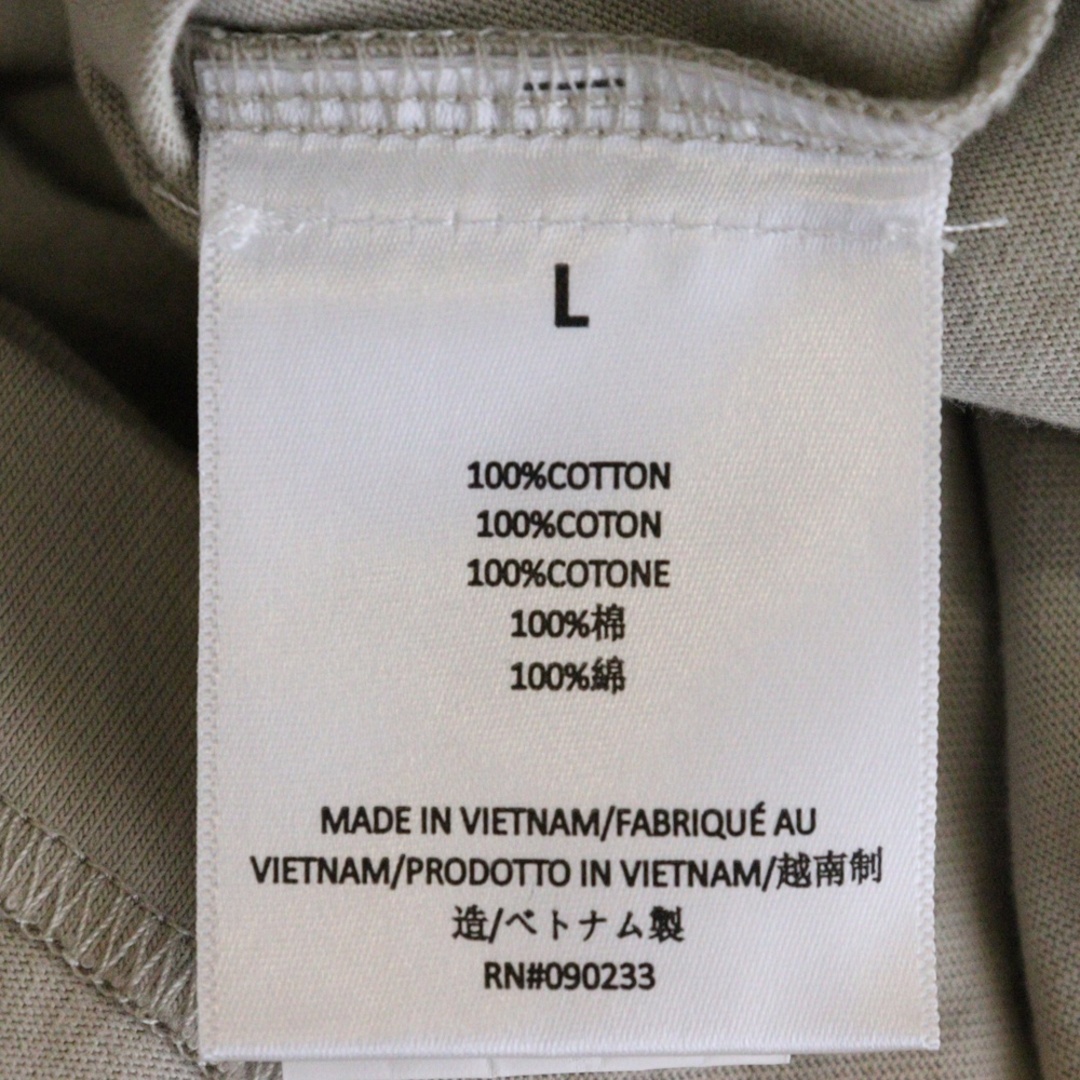 L
100%COTTON
100%COTON
100%COTONE
100%棉
100%綿
MADE IN VIETNAM/FABRIQUÉ AU
VIETNAM/PRODOTTO IN VIETNAM/越南制
造/ベトナム製
RN#090233